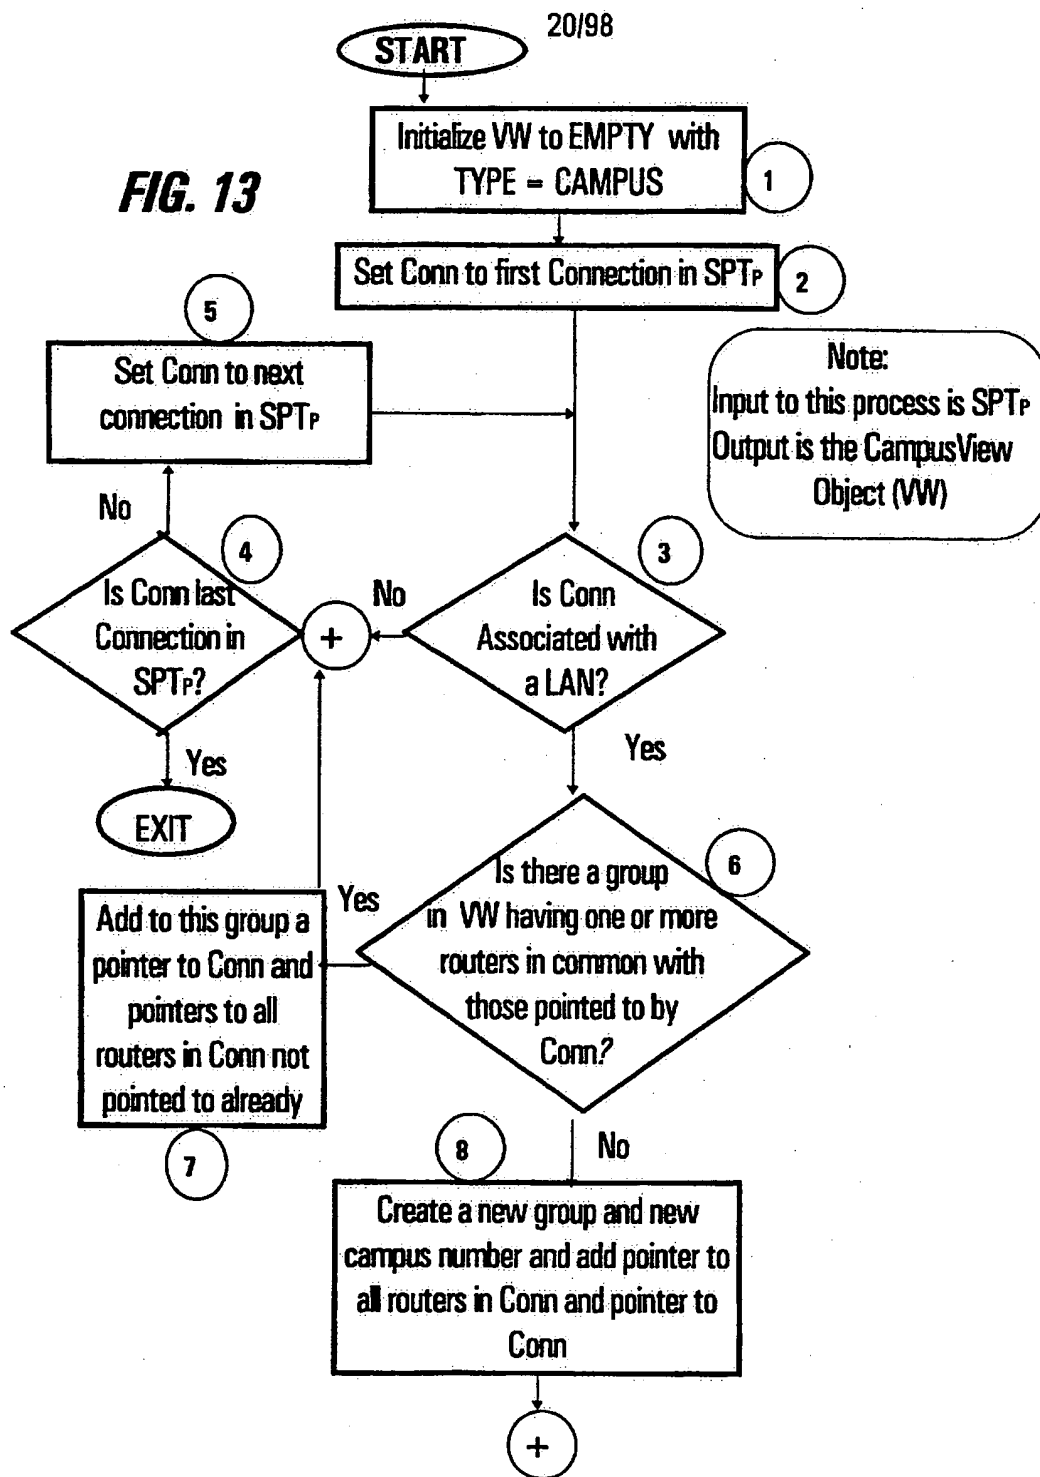 20/98
START
FIG. 13
Initialize VW to EMPTY with
TYPE = CAMPUS
1
Set Conn to first Connection in SPTP
2
5
Set Conn to next
connection in SPTP
Note:
Input to this process is SPTP
Output is the CampusView
Object (VW)
No
4
Is Conn last
Connection in
SPTP?
No
+
3
Is Conn
Associated with
a LAN?
Yes
EXIT
Yes
6
Is there a group
in VW having one or more
routers in common with
those pointed to by
Conn?
Yes
Add to this group a
pointer to Conn and
pointers to all
routers in Conn not
pointed to already
7
No
8
Create a new group and new
campus number and add pointer to
all routers in Conn and pointer to
Conn
+